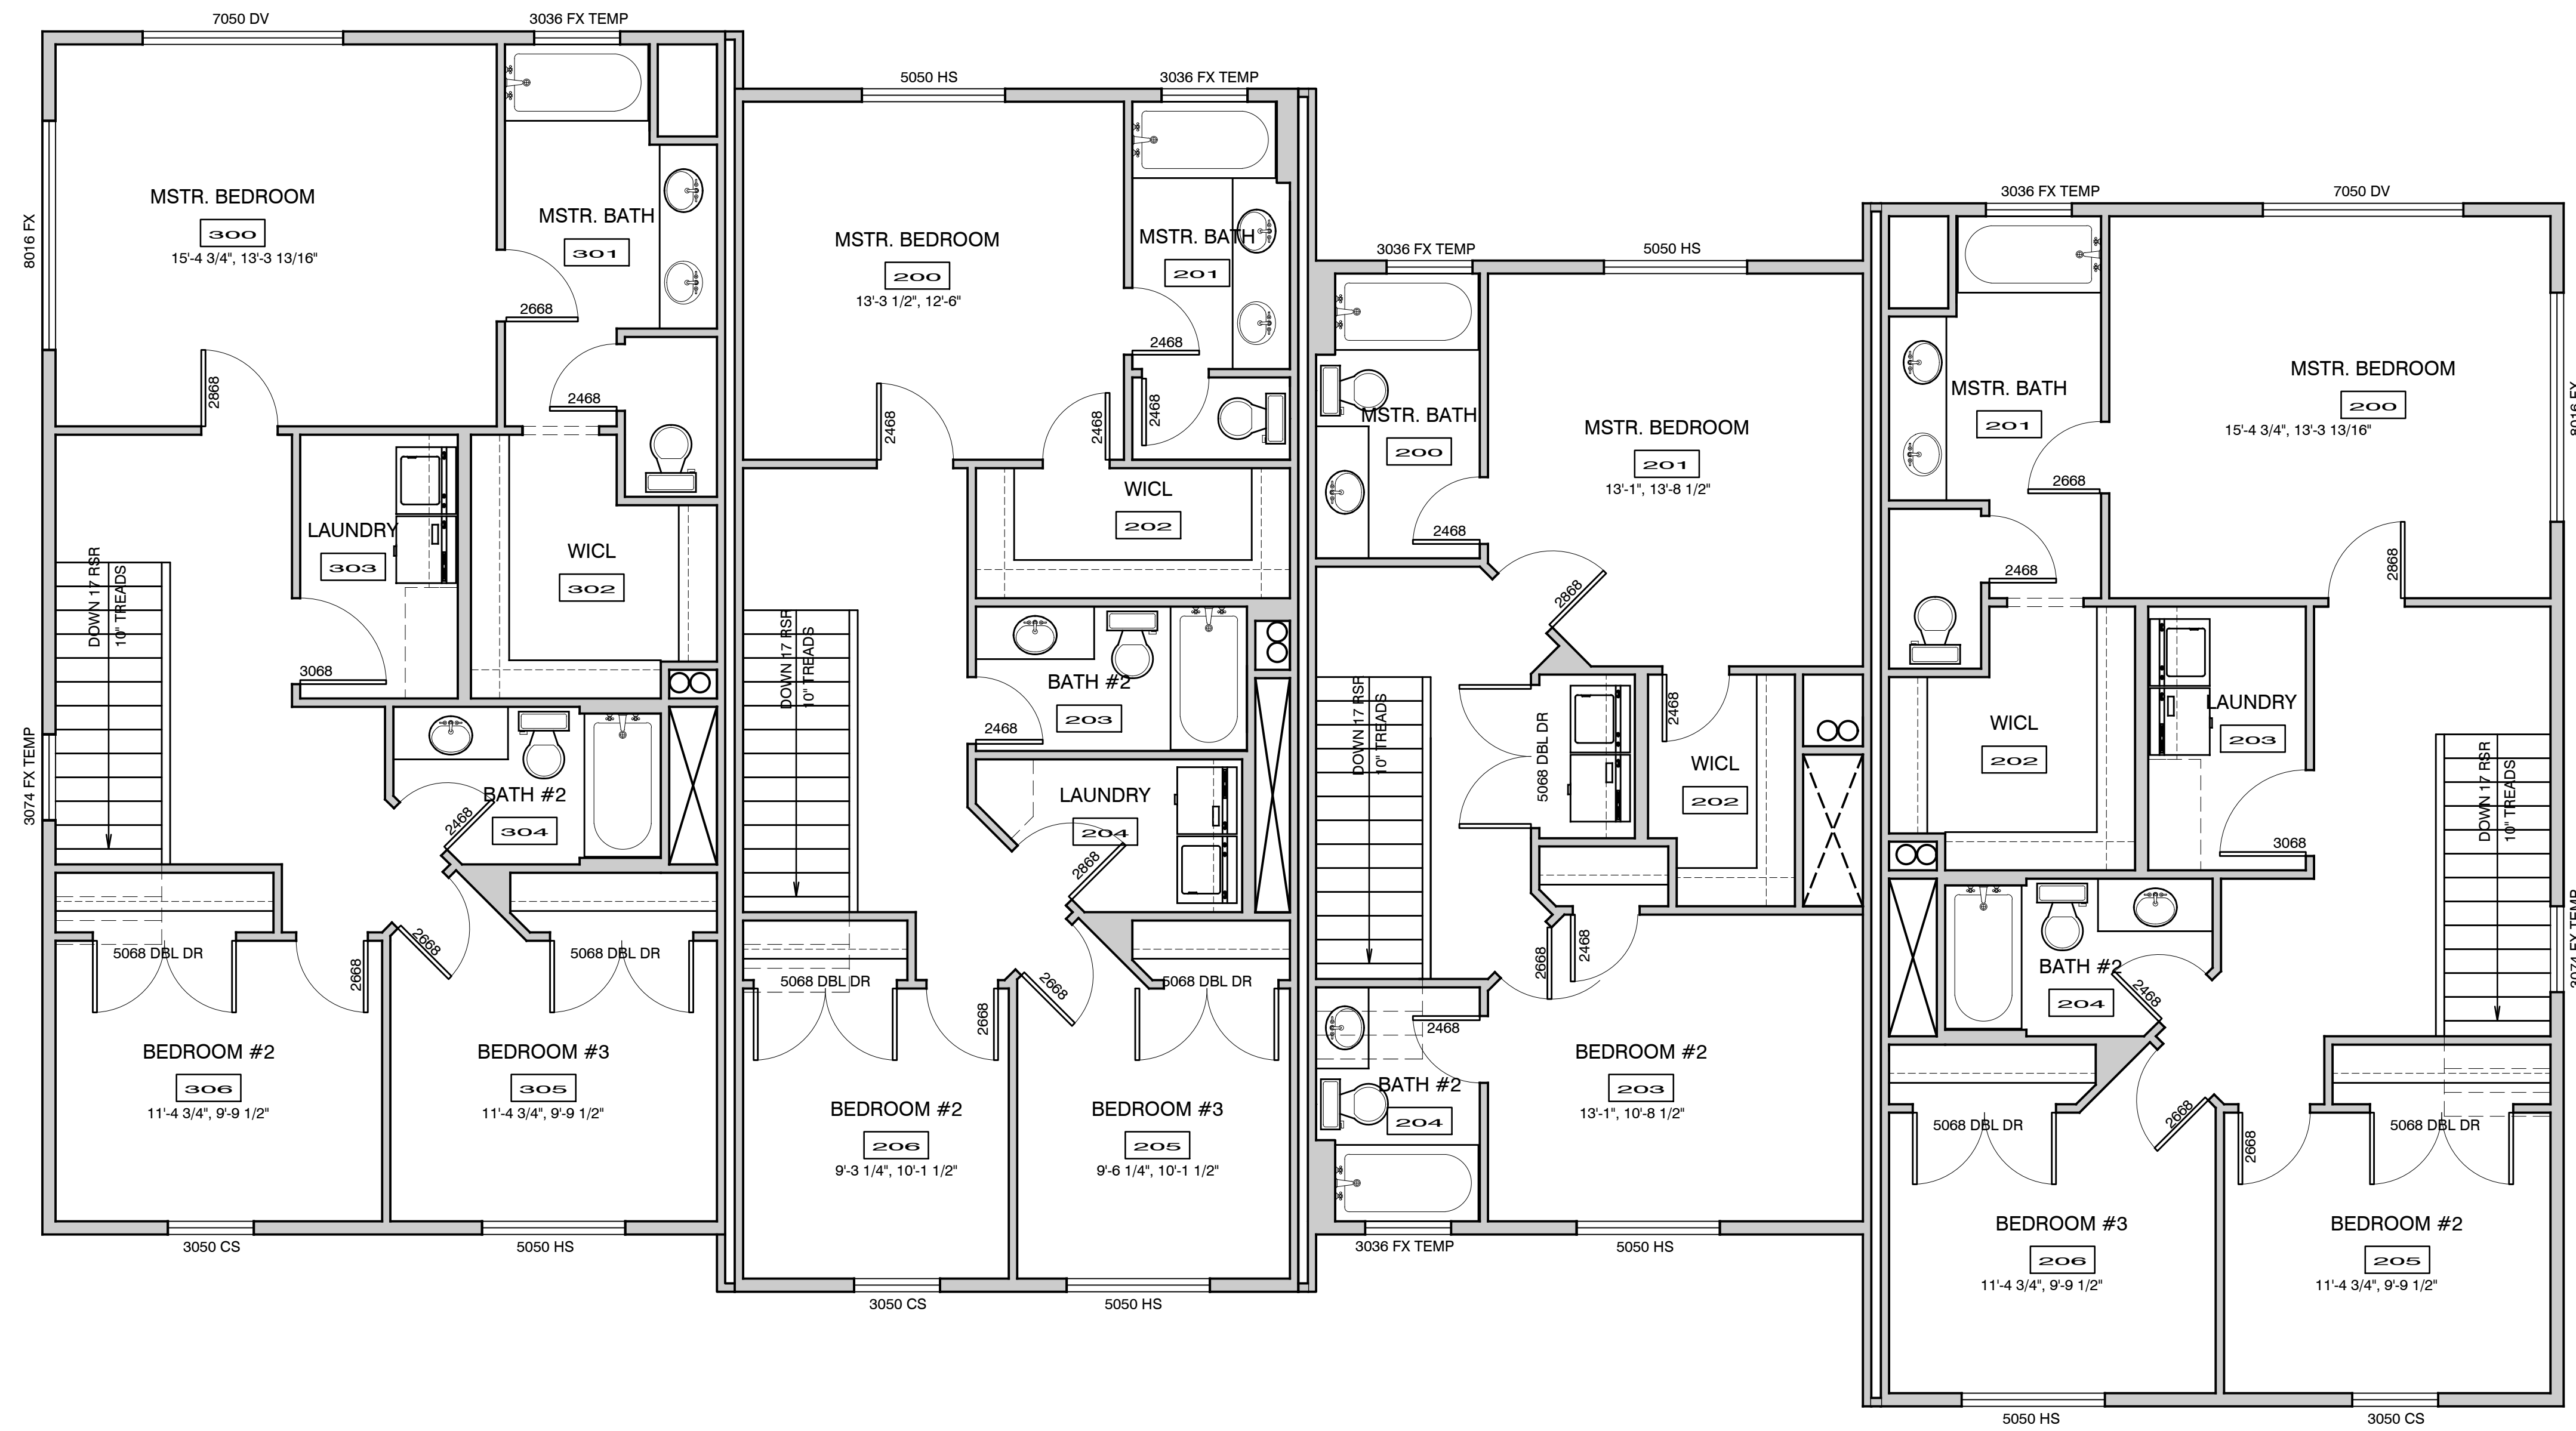 7050 DV
3036 FX TEMP
8016 FX
MSTR. BEDROOM
300
15'-4 3/4", 13'-3 13/16"
MSTR. BATH
301
2668
2868
2468
LAUNDRY
303
WICL
302
DOWN 17 RSR
10" TREADS
3068
3074 FX TEMP
BATH #2
304
2468
5068 DBL DR
2668
2668
5068 DBL DR
BEDROOM #2
306
11'-4 3/4", 9'-9 1/2"
BEDROOM #3
305
11'-4 3/4", 9'-9 1/2"
3050 CS
5050 HS
5050 HS
3036 FX TEMP
MSTR. BEDROOM
200
13'-3 1/2", 12'-6"
MSTR. BATH
201
2468
2468
2468
2468
WICL
202
DOWN 17 RSR
10" TREADS
BATH #2
203
2468
LAUNDRY
204
2868
5068 DBL DR
2668
2668
5068 DBL DR
BEDROOM #2
206
9'-3 1/4", 10'-1 1/2"
BEDROOM #3
205
9'-6 1/4", 10'-1 1/2"
3050 CS
5050 HS
3036 FX TEMP
5050 HS
MSTR. BATH
200
MSTR. BEDROOM
201
13'-1", 13'-8 1/2"
2468
2868
DOWN 17 RSR
10" TREADS
5068 DBL DR
2468
WICL
202
2668
2468
2468
BATH #2
204
BEDROOM #2
203
13'-1", 10'-8 1/2"
3036 FX TEMP
5050 HS
3036 FX TEMP
7050 DV
MSTR. BATH
201
MSTR. BEDROOM
200
15'-4 3/4", 13'-3 13/16"
8016 FX
2668
2868
2468
WICL
202
LAUNDRY
203
3068
DOWN 17 RSR
10" TREADS
3074 FX TEMP
BATH #2
204
2468
5068 DBL DR
2668
2668
5068 DBL DR
BEDROOM #3
206
11'-4 3/4", 9'-9 1/2"
BEDROOM #2
205
11'-4 3/4", 9'-9 1/2"
5050 HS
3050 CS